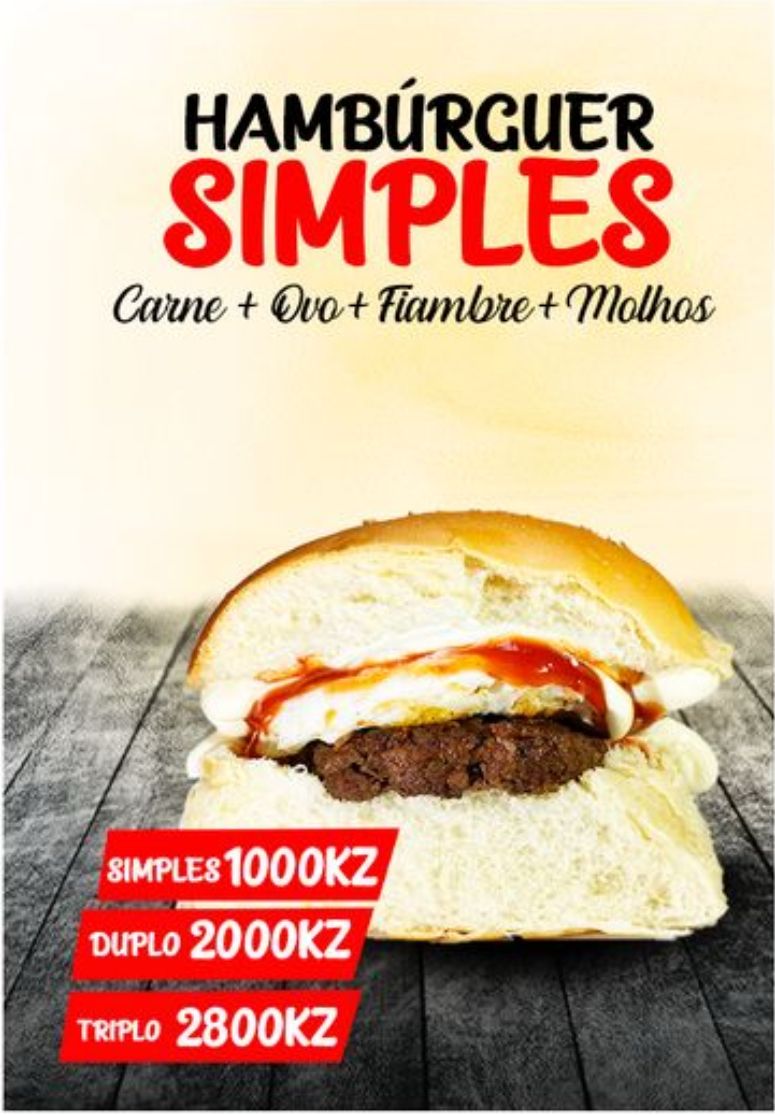 HAMBÚRGUER
SIMPLES
Carne + Ovo + Fiambre + Molhos
SIMPLES 1000KZ
DUPLO 2000KZ
TRIPLO 2800KZ